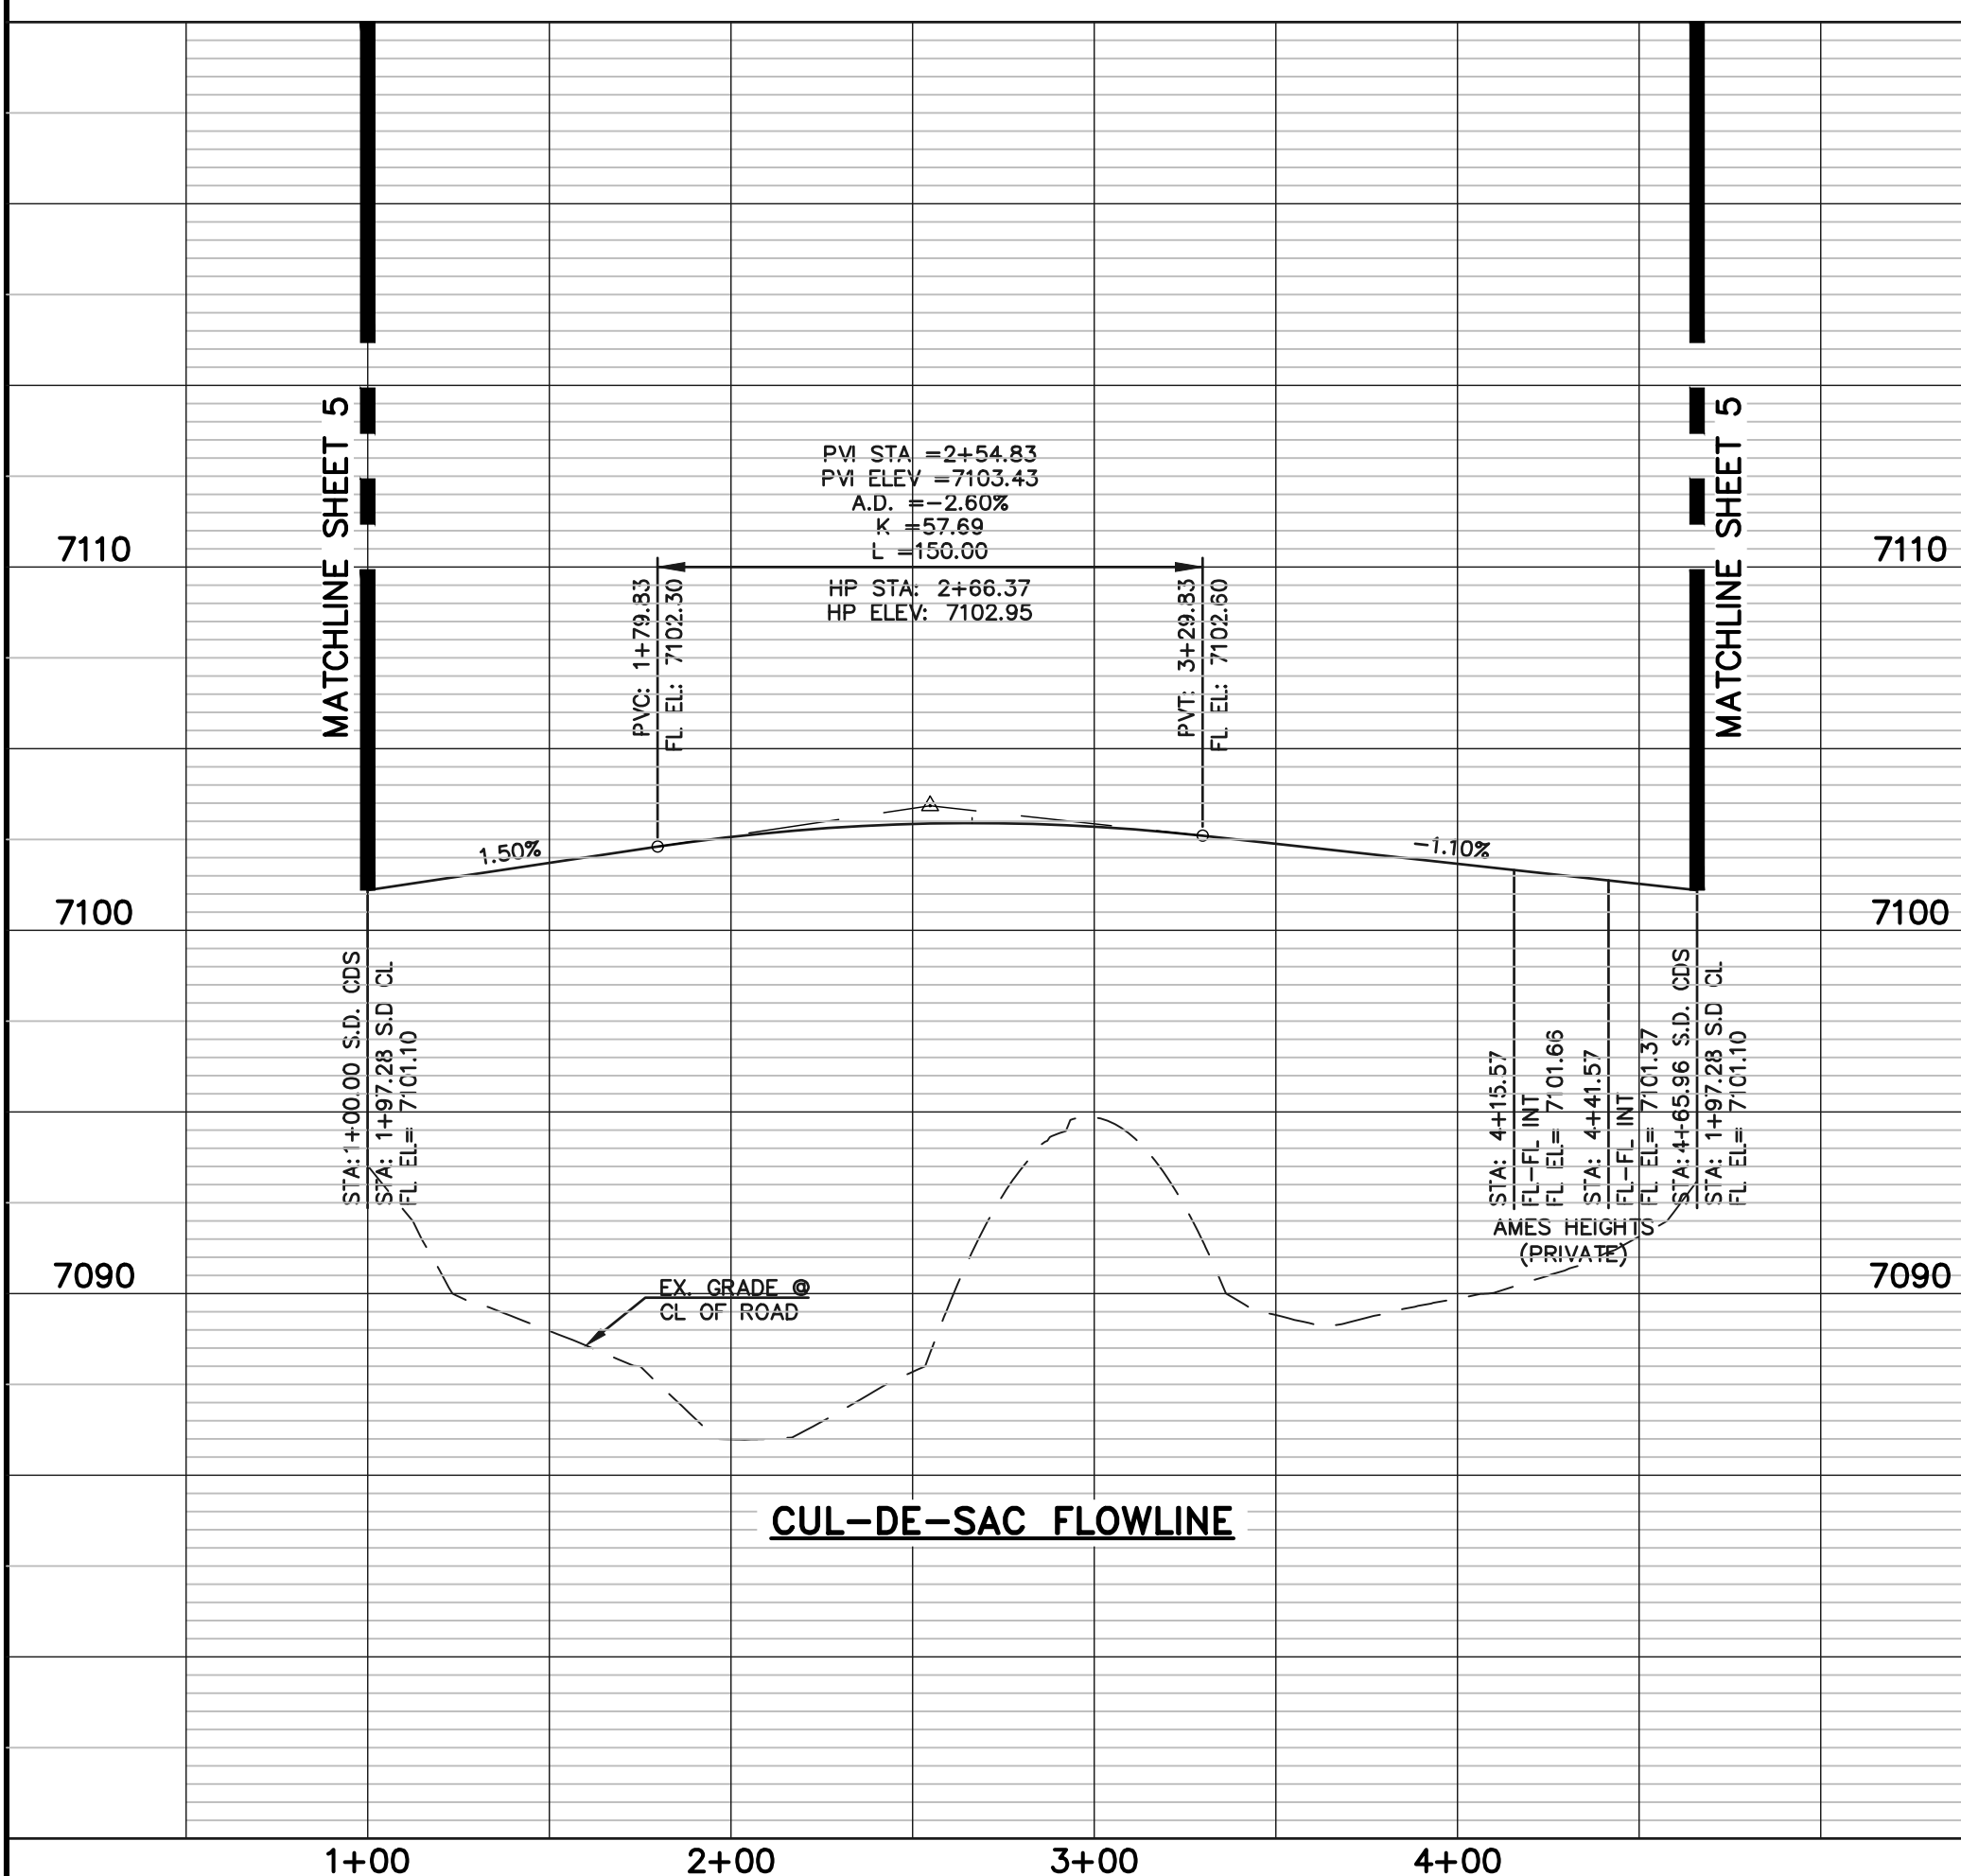 MATCHLINE SHEET 5
MATCHLINE SHEET 5
PVI STA =2+54.83
PVI ELEV =7103.43
A.D. =-2.60%
K =57.69
L =150.00
HP STA: 2+66.37
HP ELEV: 7102.95
PVC: 1+79.83
FL EL: 7102.30
PVT: 3+29.83
FL EL: 7102.60
7110
7110
1.50%
-1.10%
7100
7100
STA: 1+00.00 S.D. CDS
STA: 1+97.28 S.D CL
FL EL= 7101.10
STA: 4+15.57
FL-FL INT
FL EL= 7101.66
STA: 4+41.57
FL-FL INT
FL EL= 7101.37
STA: 4+65.96 S.D. CDS
STA: 1+97.28 S.D CL
FL EL= 7101.10
AMES HEIGHTS
(PRIVATE)
7090
7090
EX. GRADE @
CL OF ROAD
CUL-DE-SAC FLOWLINE
1+00 2+00 3+00 4+00